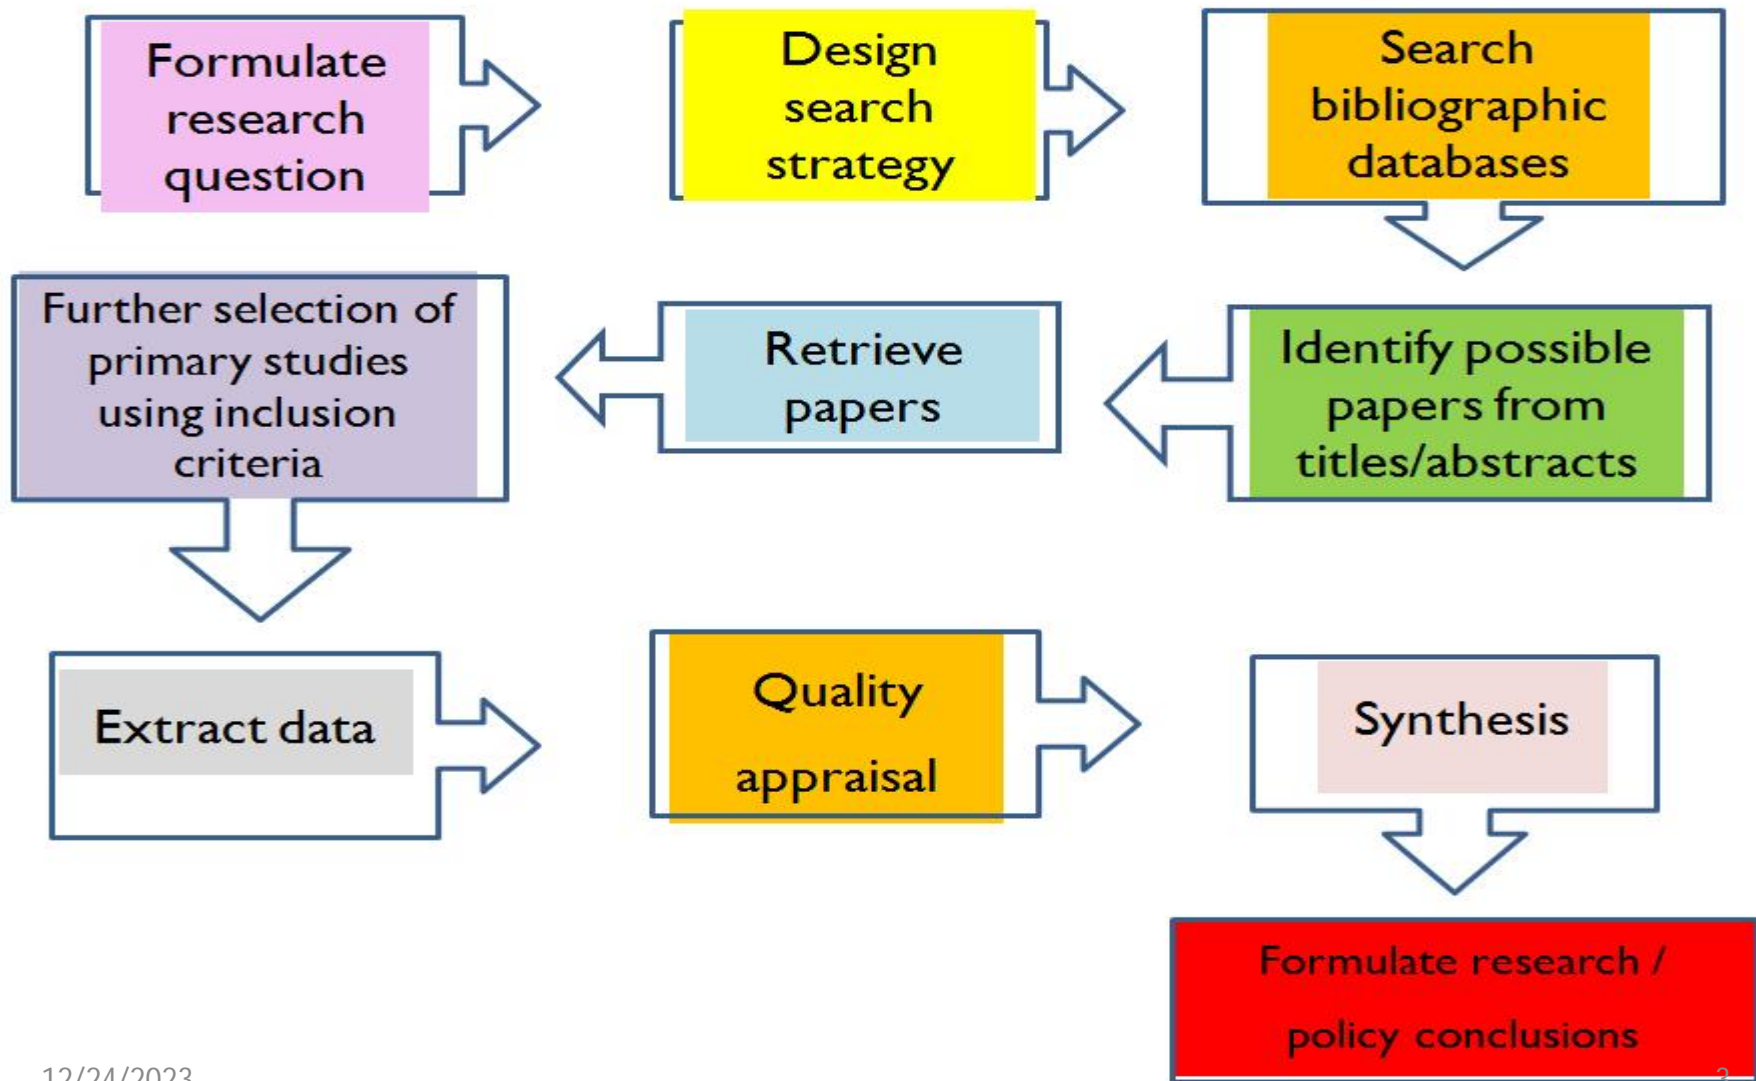 Formulate
research
question
Design
search
strategy
Search
bibliographic
databases
Identify possible
papers from
titles/abstracts
Retrieve
papers
Further selection of
primary studies
using inclusion
criteria
Extract data
Quality
appraisal
Synthesis
Formulate research /
policy conclusions
12/24/2023
3